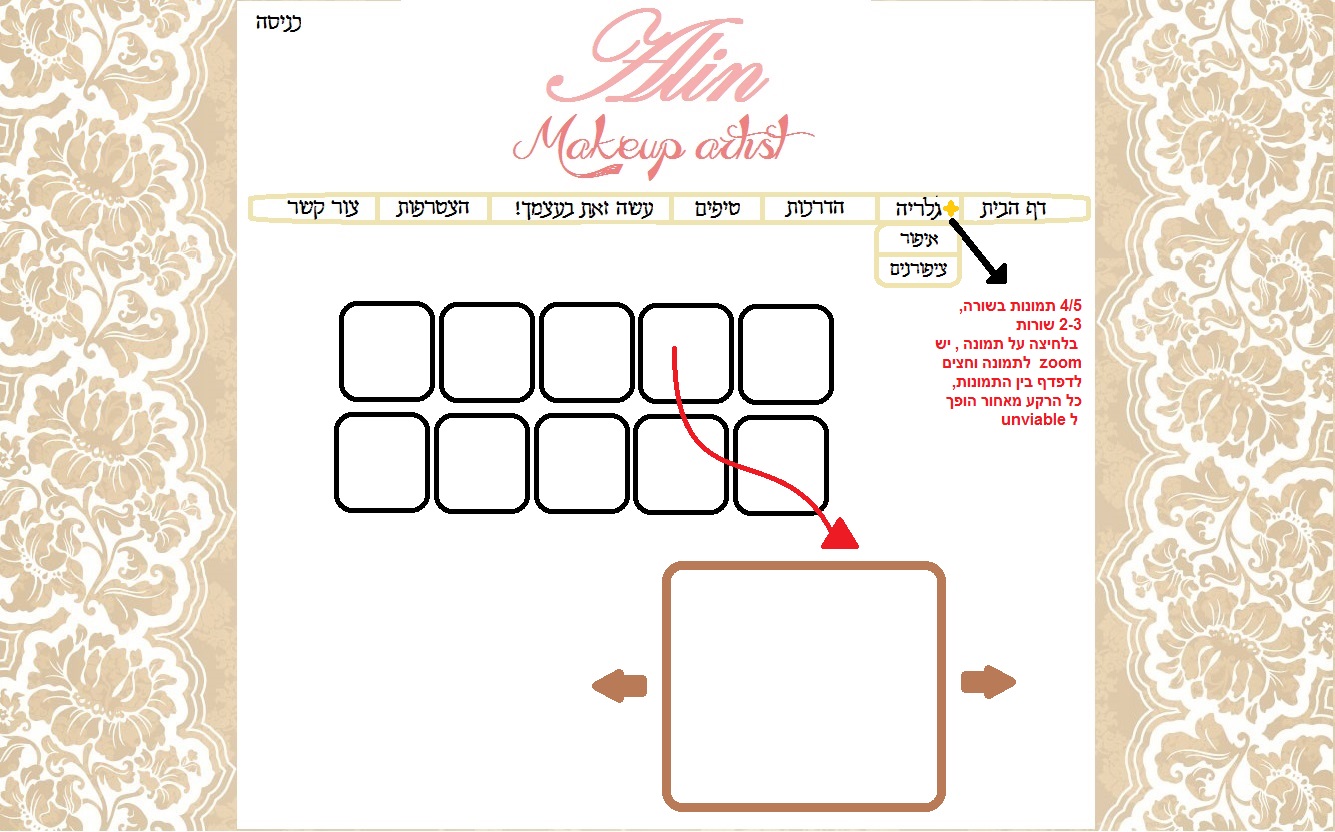 כניסה
Alin
Makeup artist
דף הבית
גלריה
הדרכות
טיפים
עשה זאת בעצמך!
הצטרפות
צור קשר
איפור
ציפורנים
4/5 תמונות בשורה,
2-3 שורות
בלחיצה על תמונה , יש
zoom לתמונה וחצים
לדפדף בין התמונות,
כל הרקע מאחור הופך
ל unviable